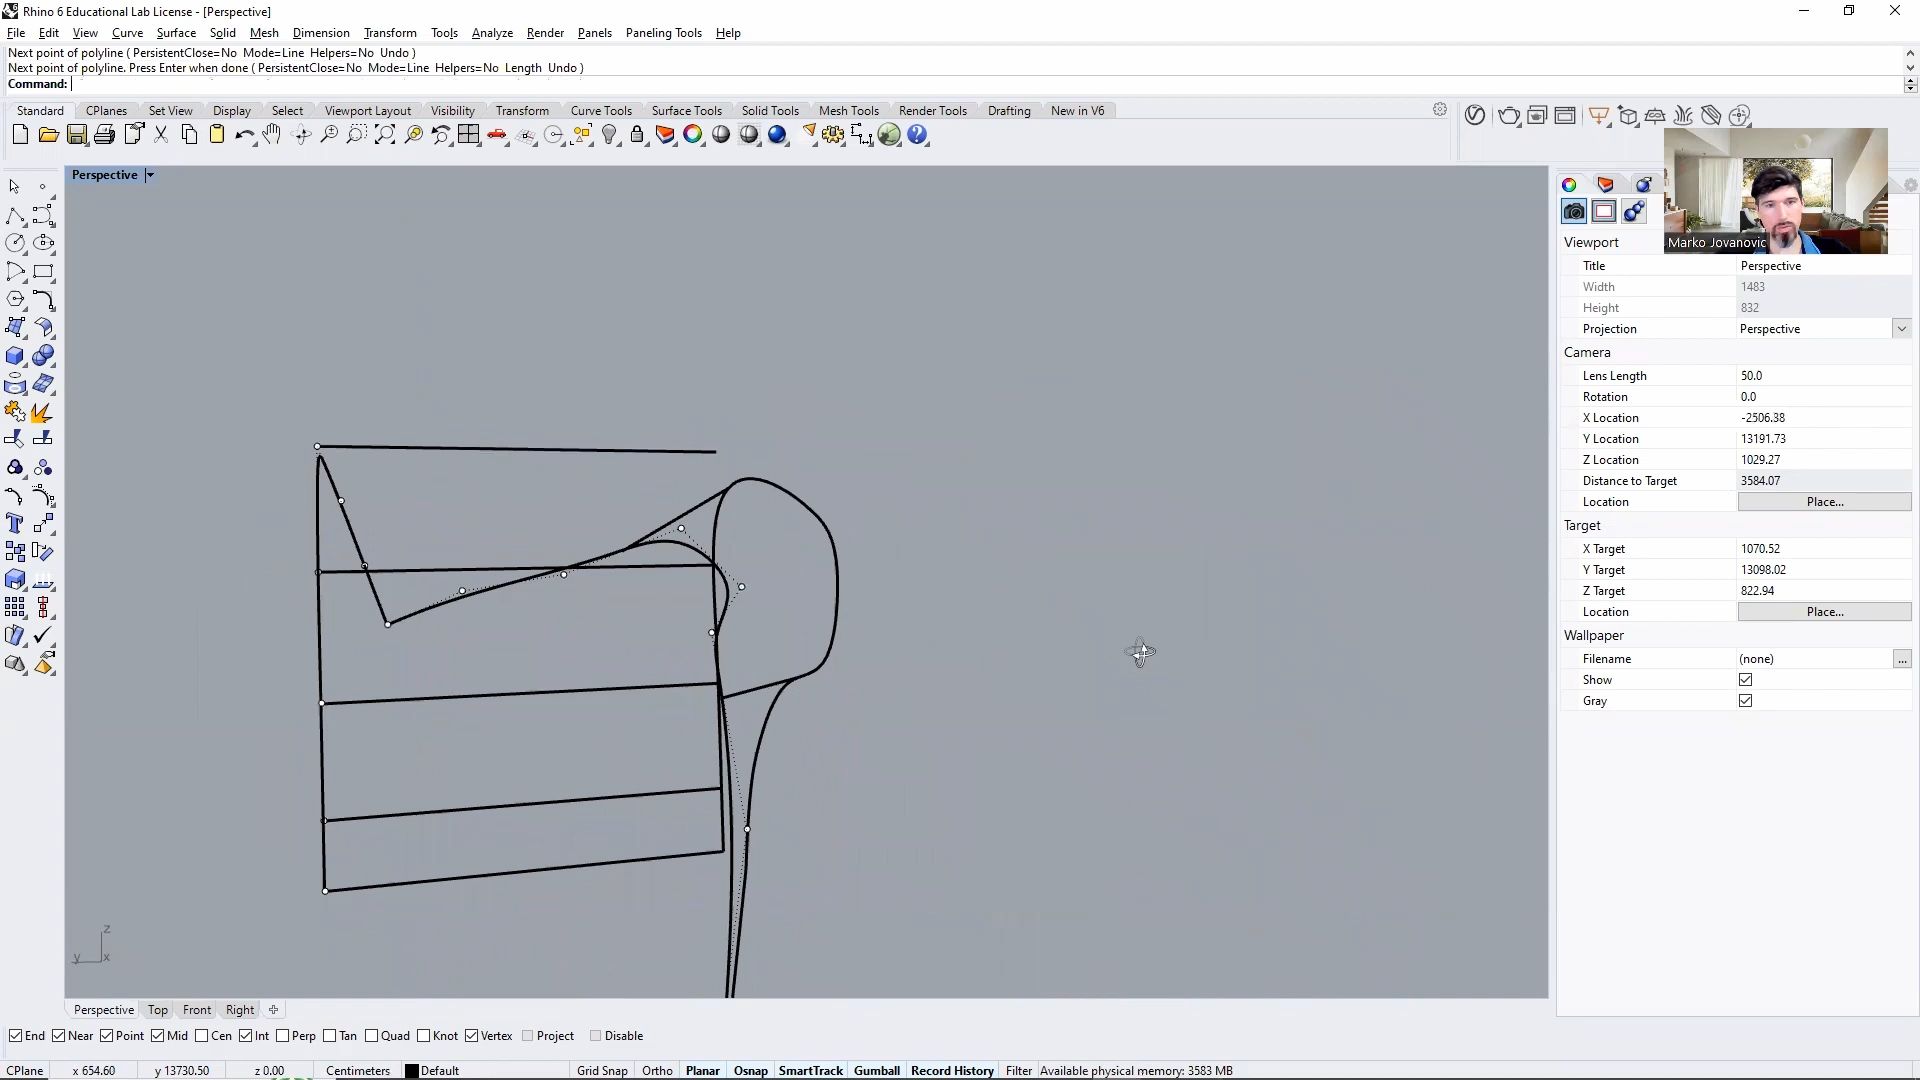 Rhino 6 Educational Lab License - [Perspective]
File Edit View Curve Surface Solid Mesh Dimension Transform Tools Analyze Render Panels Paneling Tools Help
Next point of polyline ( PersistentClose=No Mode=Line Helpers=No Undo )
Next point of polyline. Press Enter when done ( PersistentClose=No Mode=Line Helpers=No Length Undo )
Command:
Standard CPlanes Set View Display Select Viewport Layout Visibility Transform Curve Tools Surface Tools Solid Tools Mesh Tools Render Tools Drafting New in V6
Perspective
Marko Jovanovic
Viewport
Title Perspective
Width 1483
Height 832
Projection Perspective
Camera
Lens Length 50.0
Rotation 0.0
X Location -2506.38
Y Location 13191.73
Z Location 1029.27
Distance to Target 3584.07
Location Place...
Target
X Target 1070.52
Y Target 13098.02
Z Target 822.94
Location Place...
Wallpaper
Filename (none) ...
Show
Gray
z
y x
Perspective Top Front Right
End Near Point Mid Cen Int Perp Tan Quad Knot Vertex Project Disable
CPlane x 654.60 y 13730.50 z 0.00 Centimeters Default Grid Snap Ortho Planar Osnap SmartTrack Gumball Record History Filter Available physical memory: 3583 MB